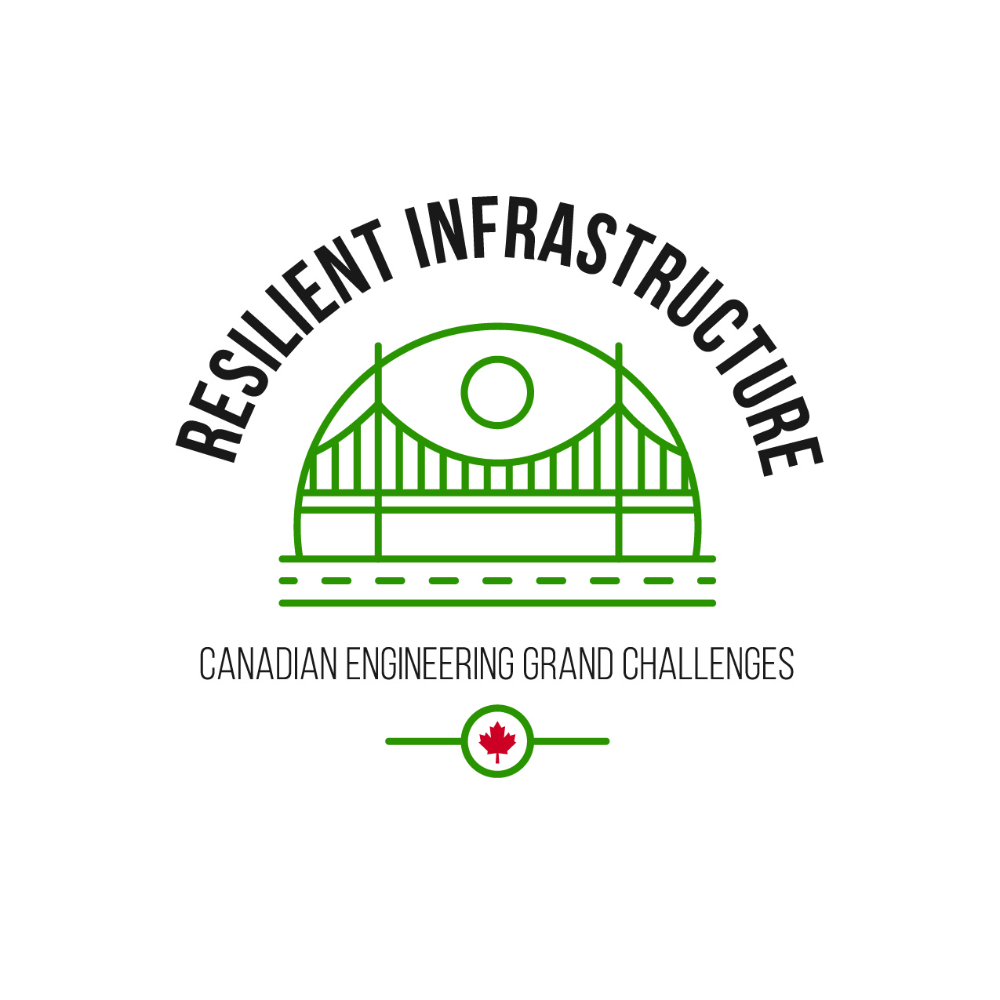 RESILIENT INFRASTRUCTURE
CANADIAN ENGINEERING GRAND CHALLENGES